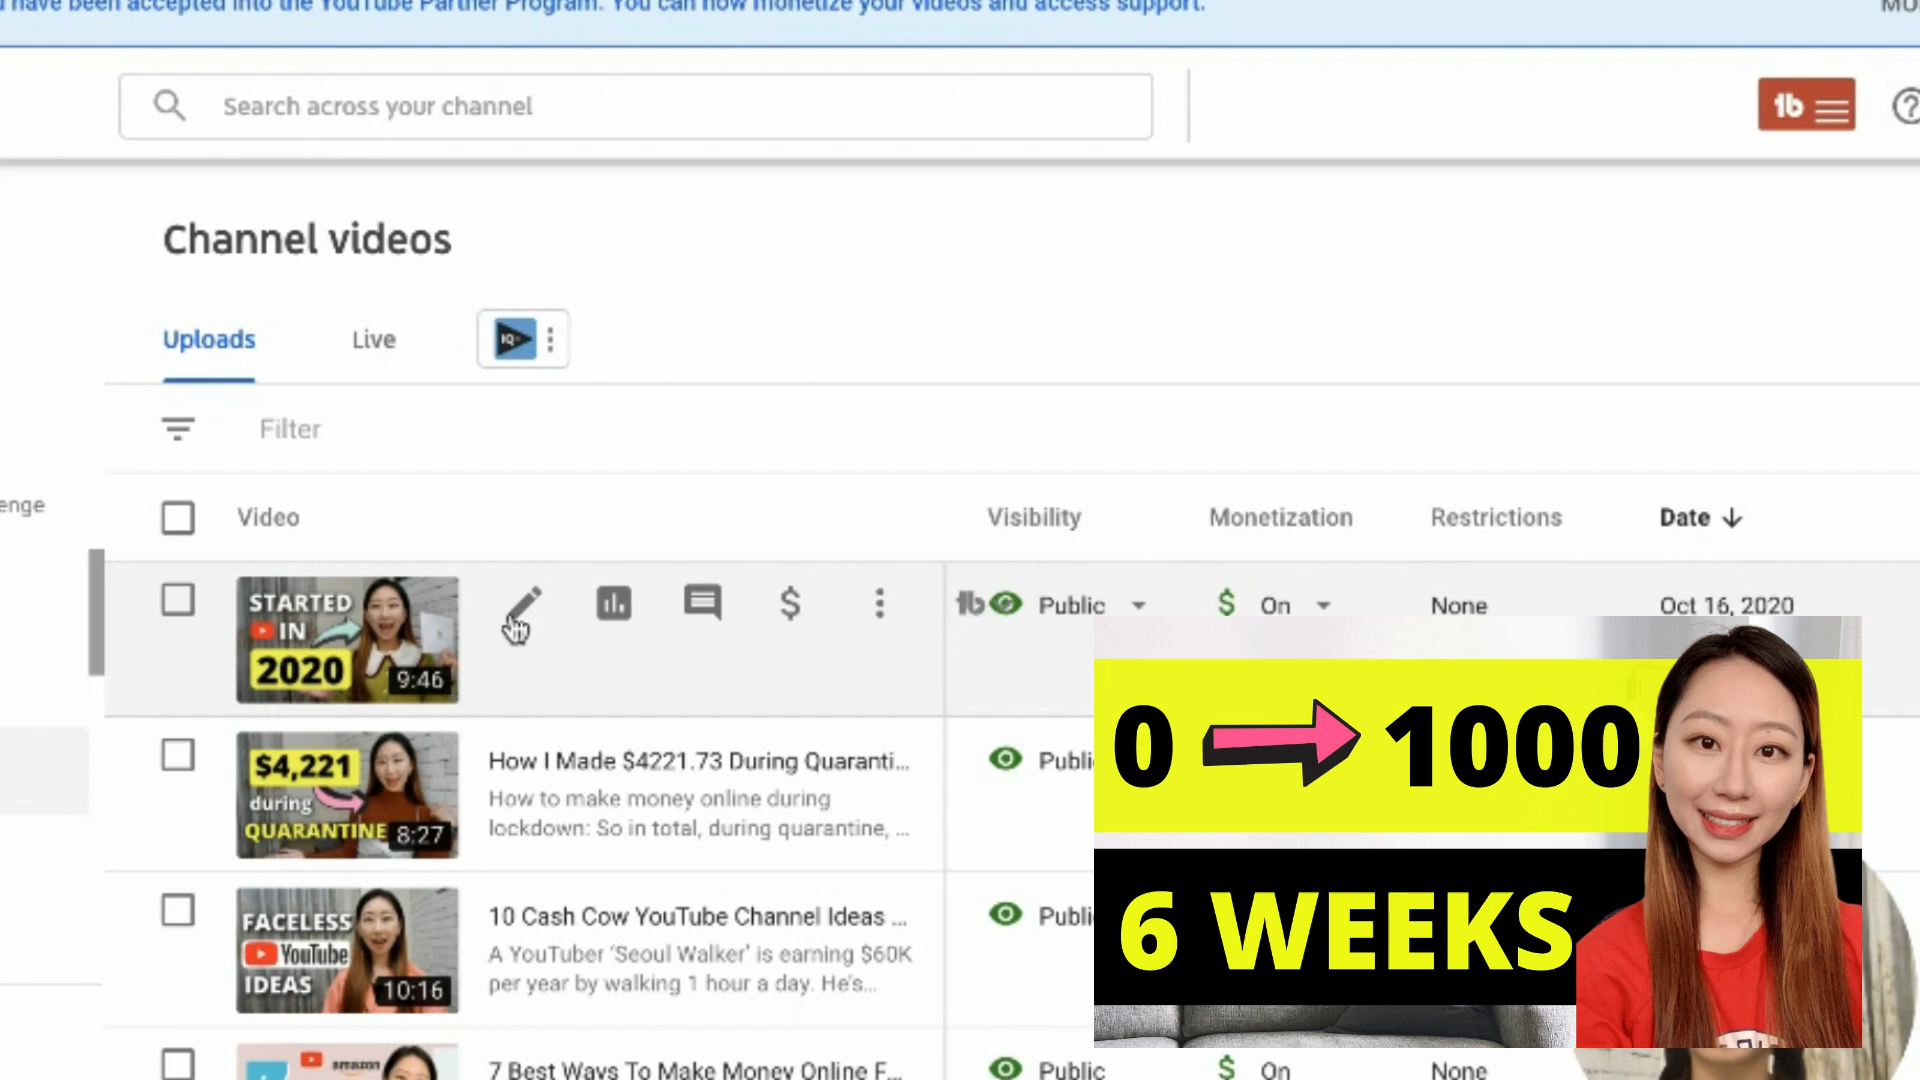 have been accepted into the YouTube Partner Program. You can now monetize your videos and access support.
Search across your channel
Channel videos
Uploads
Live
IQ
Filter
Video
Visibility
Monetization
Restrictions
Date
STARTED
IN
2020
9:46
Public
On
None
Oct 16, 2020
$4,221
during
QUARANTINE
8:27
How I Made $4221.73 During Quaranti...
How to make money online during
lockdown: So in total, during quarantine, ...
FACELESS
YouTube
IDEAS
10:16
10 Cash Cow YouTube Channel Ideas ...
A YouTuber ‘Seoul Walker’ is earning $60K
per year by walking 1 hour a day. He's...
amazon
7 Best Ways To Make Money Online F...
Public
On
None
0 1000
6 WEEKS